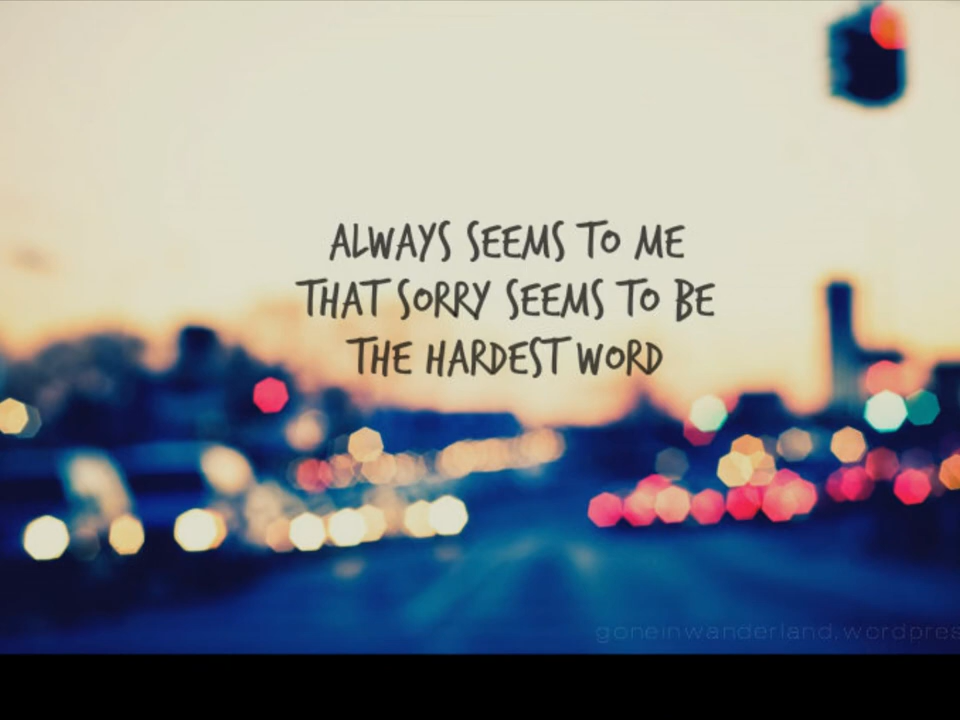 ALWAYS SEEMS TO ME
THAT SORRY SEEMS TO BE
THE HARDEST WORD
goneinwanderland.wordpres